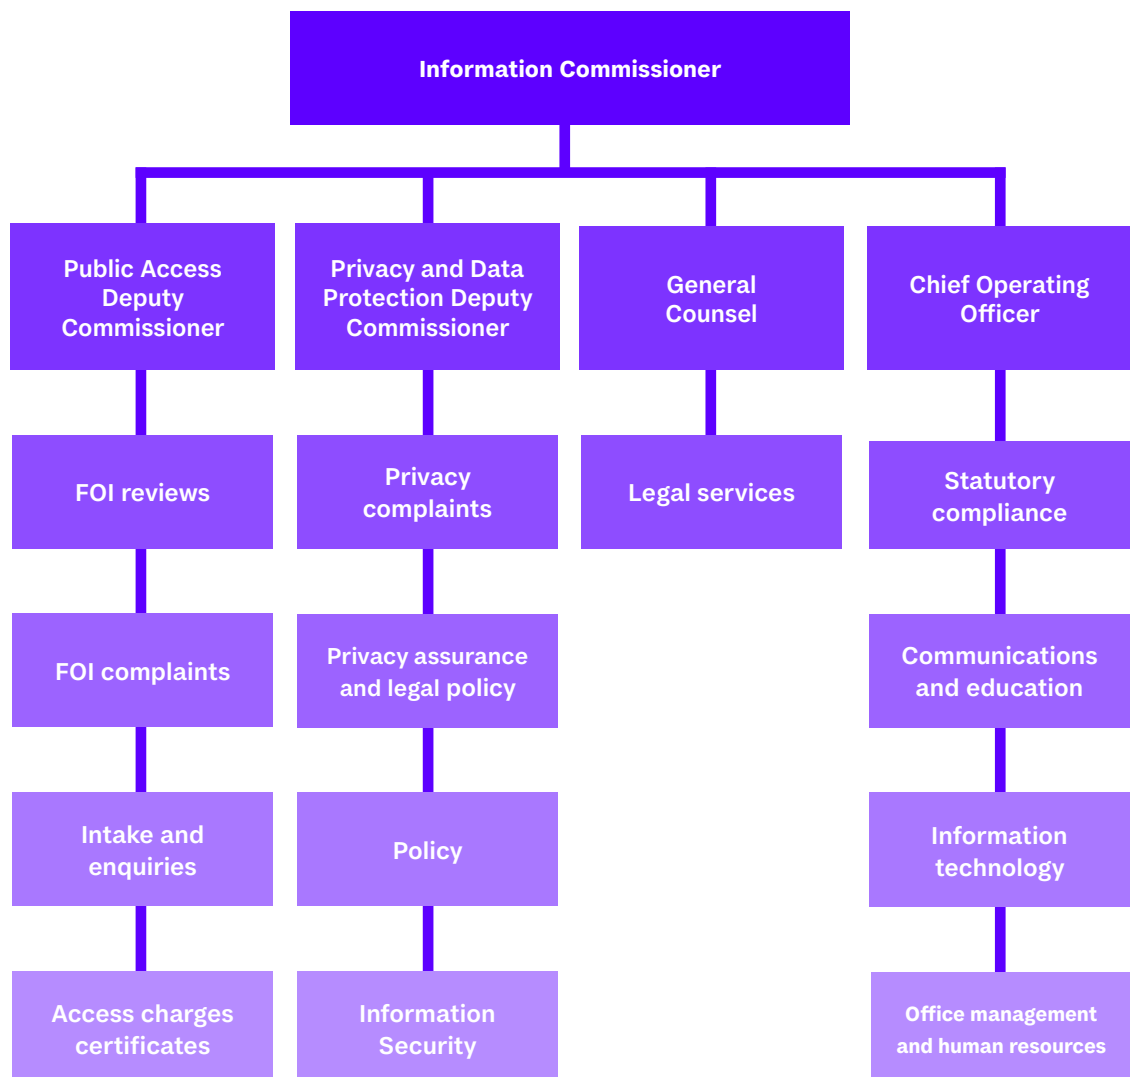 Information Commissioner
Public Access
Deputy
Commissioner
Privacy and Data
Protection Deputy
Commissioner
General
Counsel
Chief Operating
Officer
FOI reviews
Privacy
complaints
Legal services
Statutory
compliance
FOI complaints
Privacy assurance
and legal policy
Communications
and education
Intake and
enquiries
Policy
Information
technology
Access charges
certificates
Information
Security
Office management
and human resources